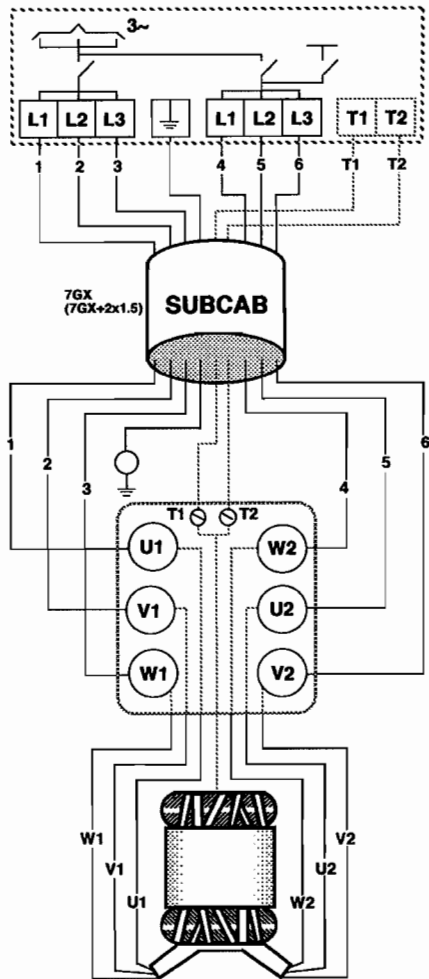 3~
L1 L2 L3 L1 L2 L3 T1 T2
1 2 3 4 5 6 T1 T2
7GX
(7GX+2x1.5)
SUBCAB
1 2 3 4 5 6
T1 T2
U1 W2
V1 U2
W1 V2
W1 V2
V1 U2
U1 W2